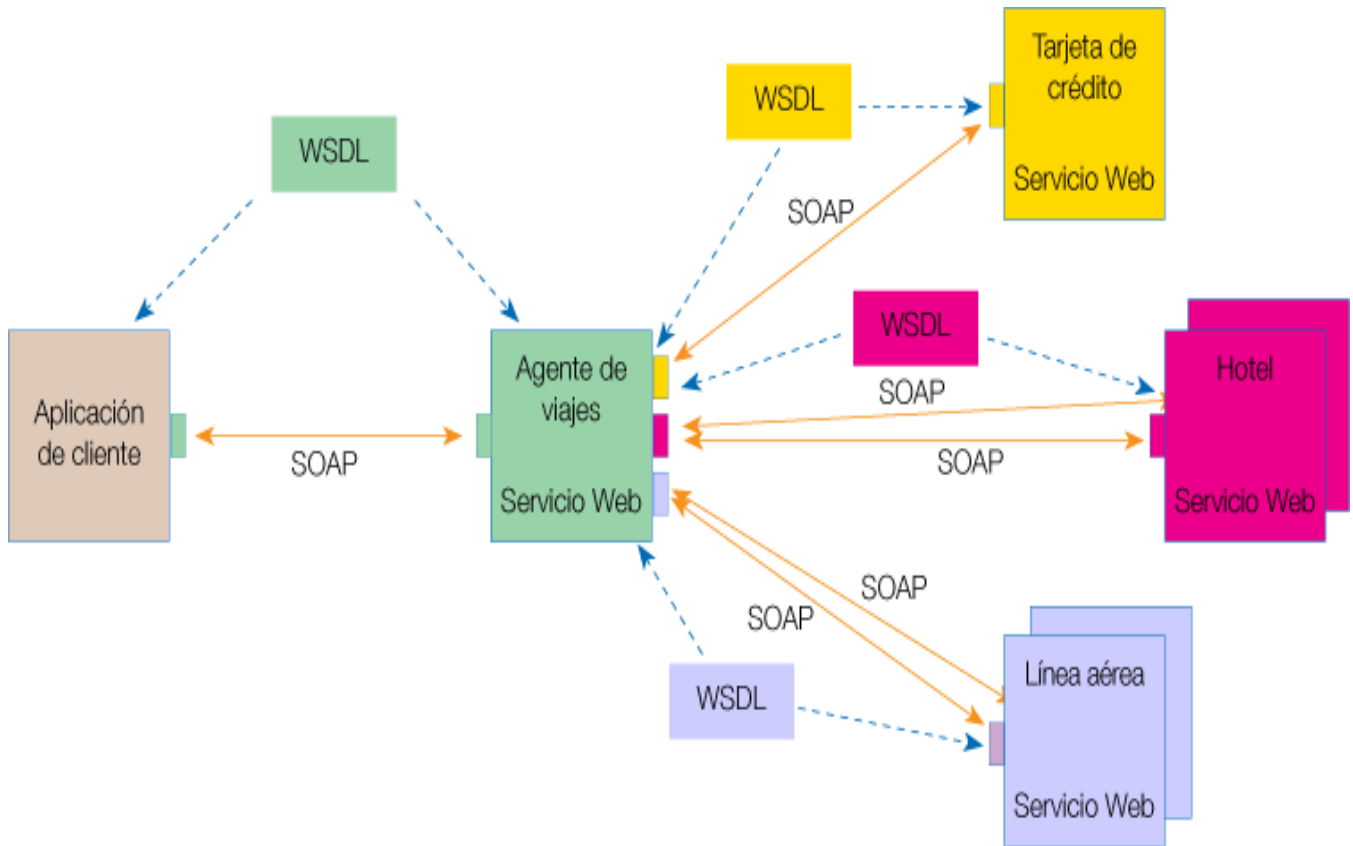 Tarjeta de
crédito
Servicio Web
WSDL
SOAP
WSDL
WSDL
SOAP
SOAP
Hotel
Servicio Web
Aplicación
de cliente
SOAP
Agente de
viajes
Servicio Web
SOAP
SOAP
WSDL
Línea aérea
Servicio Web